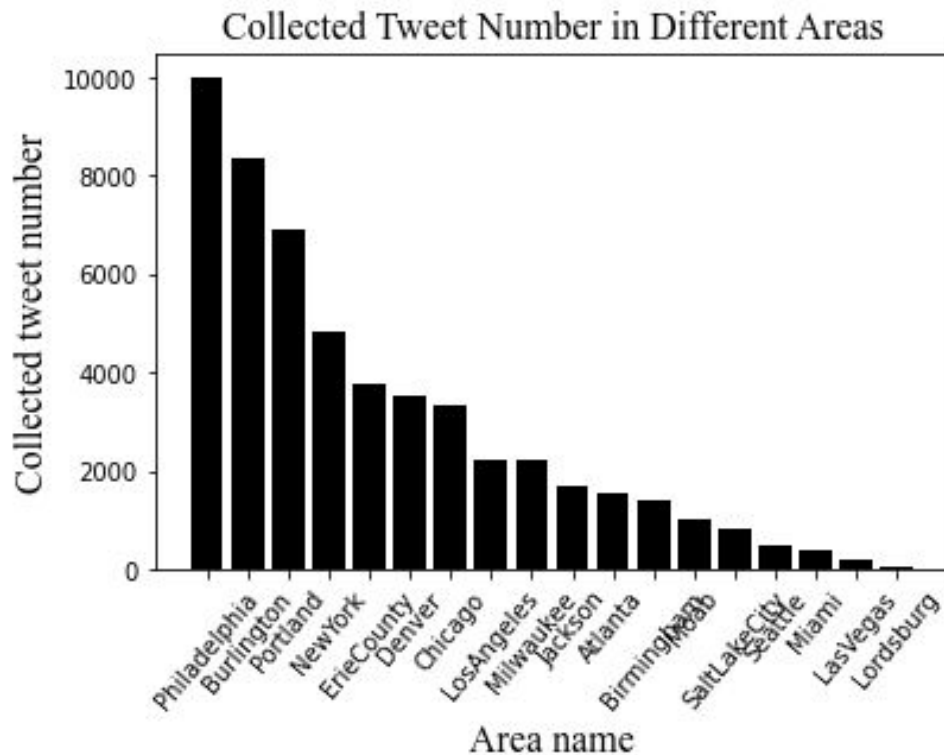 Collected Tweet Number in Different Areas
Collected tweet number
10000
8000
6000
4000
2000
0
Philadelphia
Burlington
Portland
NewYork
ErieCounty
Denver
Chicago
LosAngeles
Milwaukee
Jackson
Atlanta
Birmingham
Moab
SaltLakeCity
Seattle
Miami
LasVegas
Lordsburg
Area name